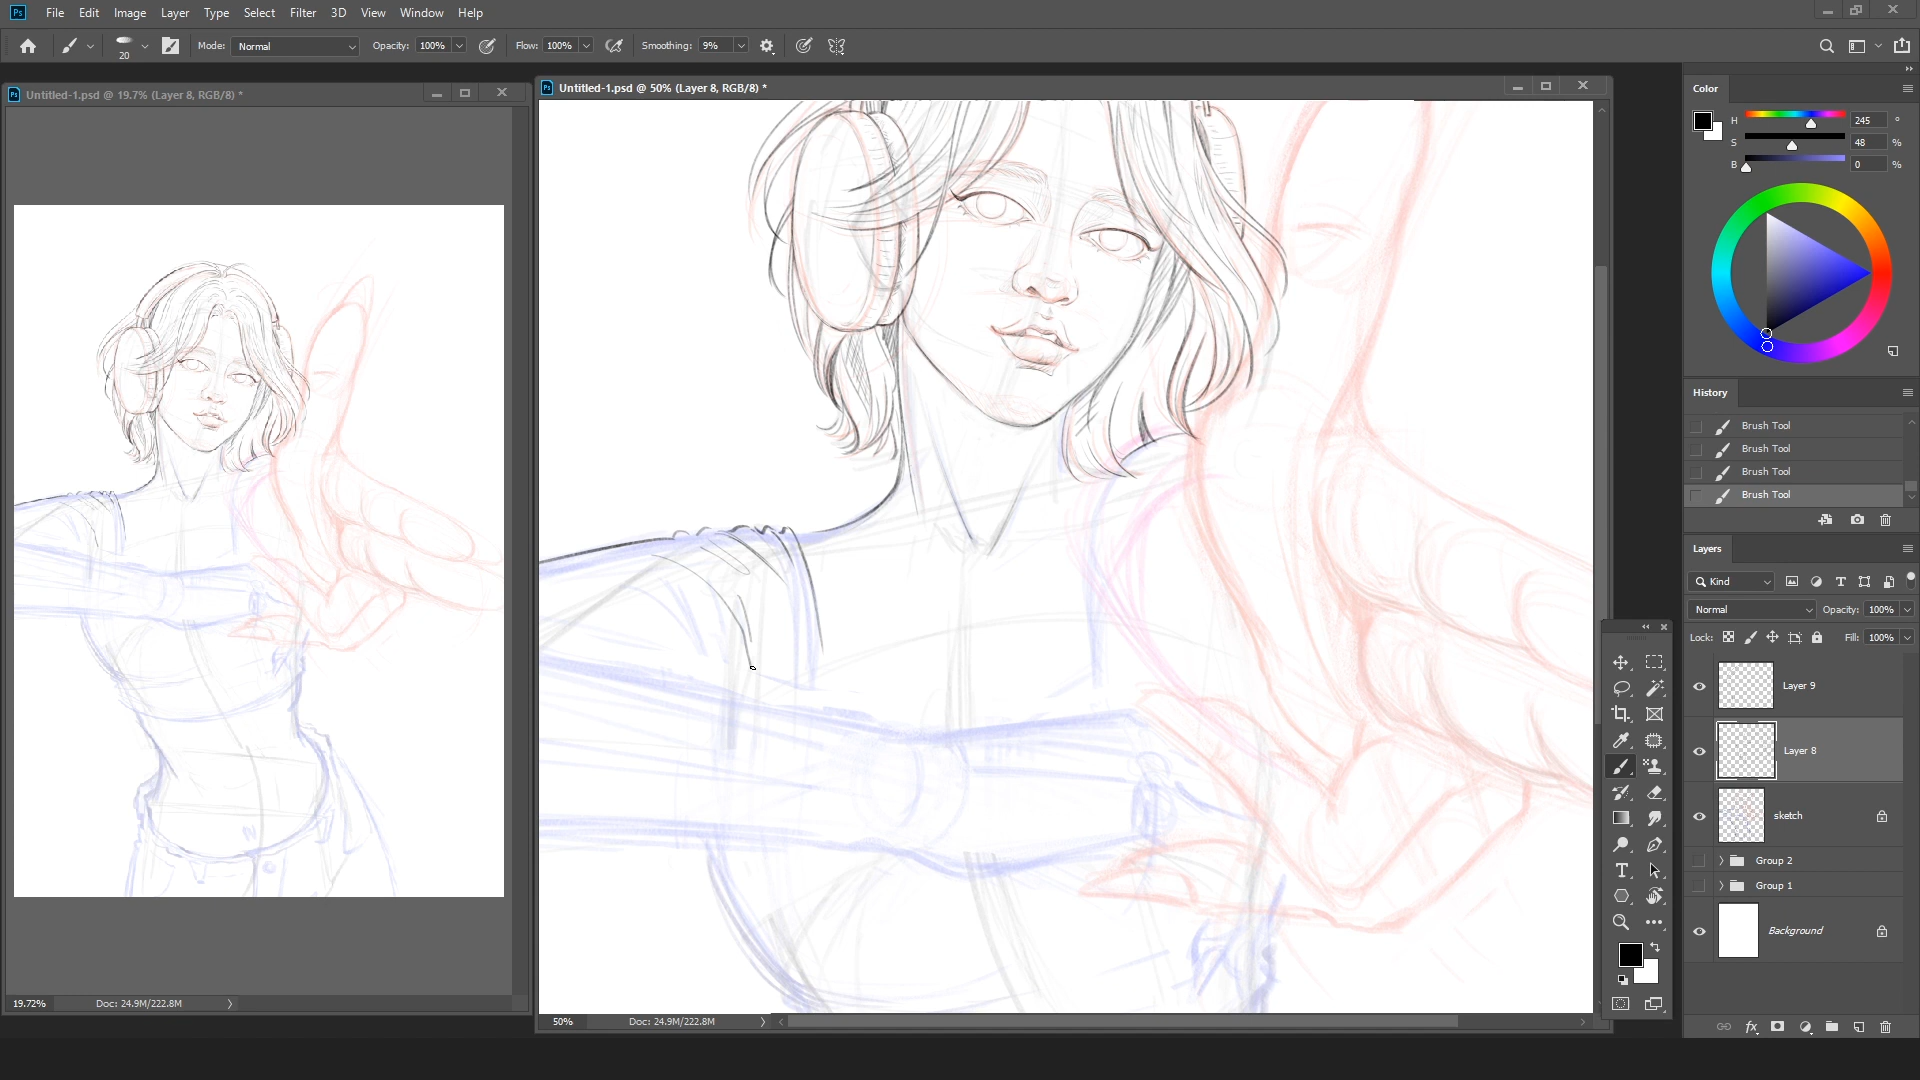 Ps File Edit Image Layer Type Select Filter 3D View Window Help
20 Mode: Normal Opacity: 100% Flow: 100% Smoothing: 9%
Ps Untitled-1.psd @ 19.7% (Layer 8, RGB/8) *
Ps Untitled-1.psd @ 50% (Layer 8, RGB/8) *
19.72% Doc: 24.9M/222.8M
50% Doc: 24.9M/222.8M
Color
H 245 °
S 48 %
B 0 %
History
Brush Tool
Brush Tool
Brush Tool
Brush Tool
Layers
Kind
Normal Opacity: 100%
Lock: Fill: 100%
Layer 9
Layer 8
sketch
Group 2
Group 1
Background